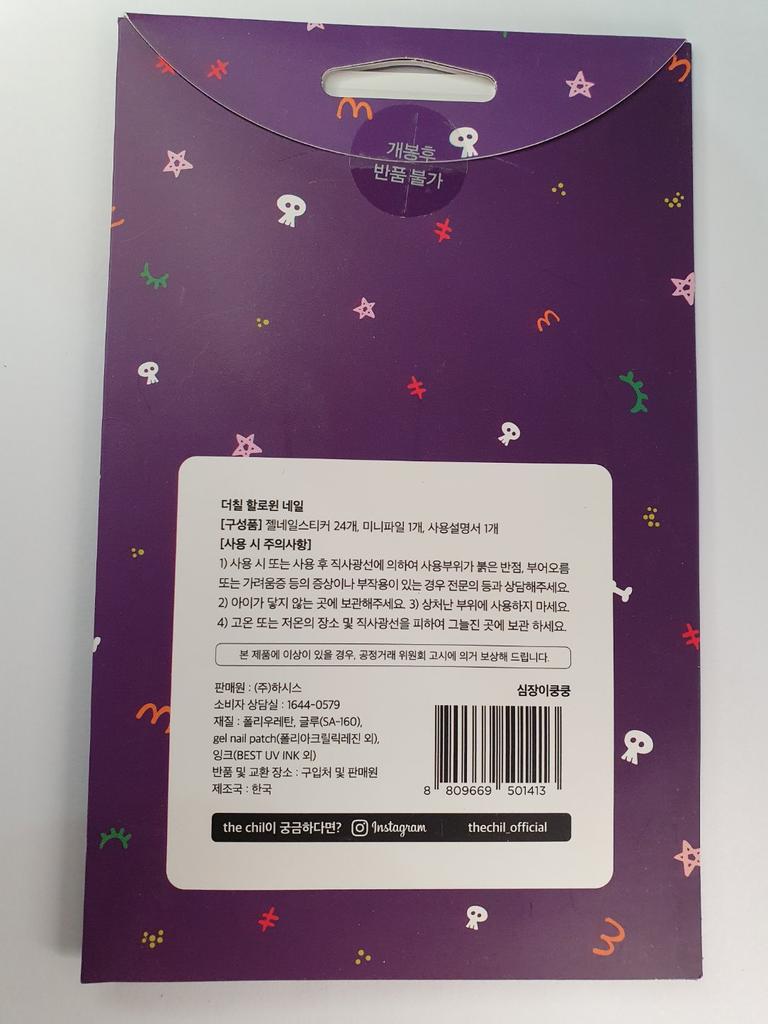 개봉후
반품불가
더칠 할로윈 네일
[구성품] 젤네일스티커 24개, 미니파일 1개, 사용설명서 1개
[사용 시 주의사항]
1) 사용 시 또는 사용 후 직사광선에 의하여 사용부위가 붉은 반점, 부어오름
또는 가려움증 등의 증상이나 부작용이 있는 경우 전문의 등과 상담해주세요.
2) 아이가 닿지 않는 곳에 보관해주세요. 3) 상처난 부위에 사용하지 마세요.
4) 고온 또는 저온의 장소 및 직사광선을 피하여 그늘진 곳에 보관 하세요.
본 제품에 이상이 있을 경우, 공정거래 위원회 고시에 의거 보상해 드립니다.
판매원 : (주)하시스
소비자 상담실 : 1644-0579
재질 : 폴리우레탄, 글루(SA-160),
gel nail patch(폴리아크릴릭레진 외),
잉크(BEST UV INK 외)
반품 및 교환 장소 : 구입처 및 판매원
제조국 : 한국
심장이쿵쿵
8 809669 501413
the chil이 궁금하다면? Instagram thechil_official